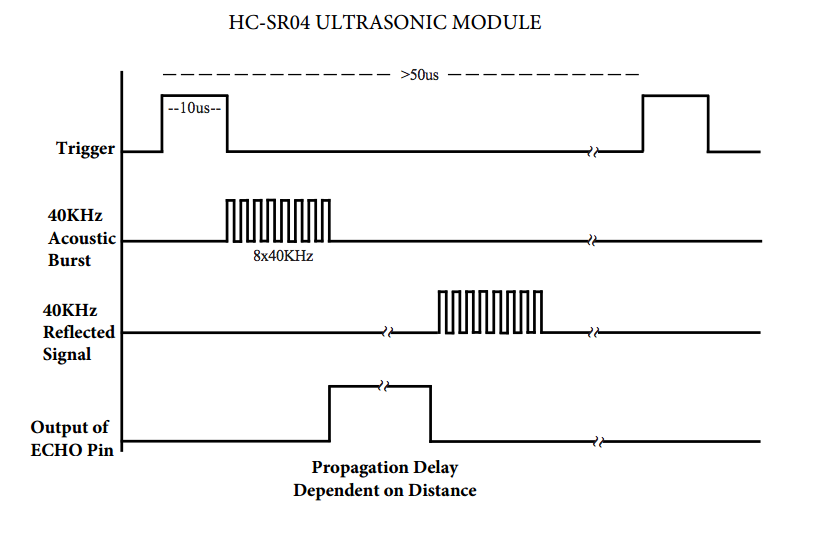 HC-SR04 ULTRASONIC MODULE
>50us
--10us--
Trigger
40KHz
Acoustic
Burst
8x40KHz
40KHz
Reflected
Signal
Output of
ECHO Pin
Propagation Delay
Dependent on Distance